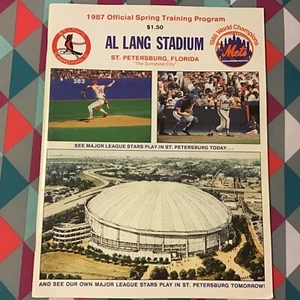 1987 Official Spring Training Program
$1.50
AL LANG STADIUM
ST. PETERSBURG, FLORIDA
"The Sunshine City"
1986 World Champions
Mets
SEE MAJOR LEAGUE STARS PLAY IN ST. PETERSBURG TODAY...
AND SEE OUR OWN MAJOR LEAGUE STARS PLAY IN ST. PETERSBURG TOMORROW!